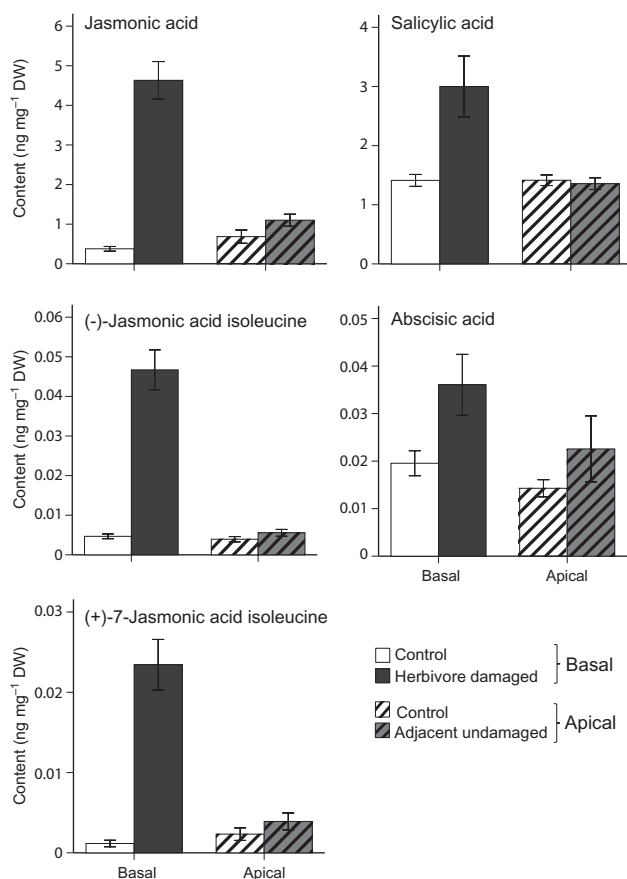 Jasmonic acid
Content (ng mg⁻¹ DW)
6
5
4
3
2
1
0
Salicylic acid
4
3
2
1
0
(-)-Jasmonic acid isoleucine
Content (ng mg⁻¹ DW)
0.06
0.05
0.04
0.03
0.02
0.01
0
Abscisic acid
0.05
0.04
0.03
0.02
0.01
0
Basal Apical
(+)-7-Jasmonic acid isoleucine
Content (ng mg⁻¹ DW)
0.03
0.02
0.01
0
Basal Apical
Control
Herbivore damaged
Basal
Control
Adjacent undamaged
Apical